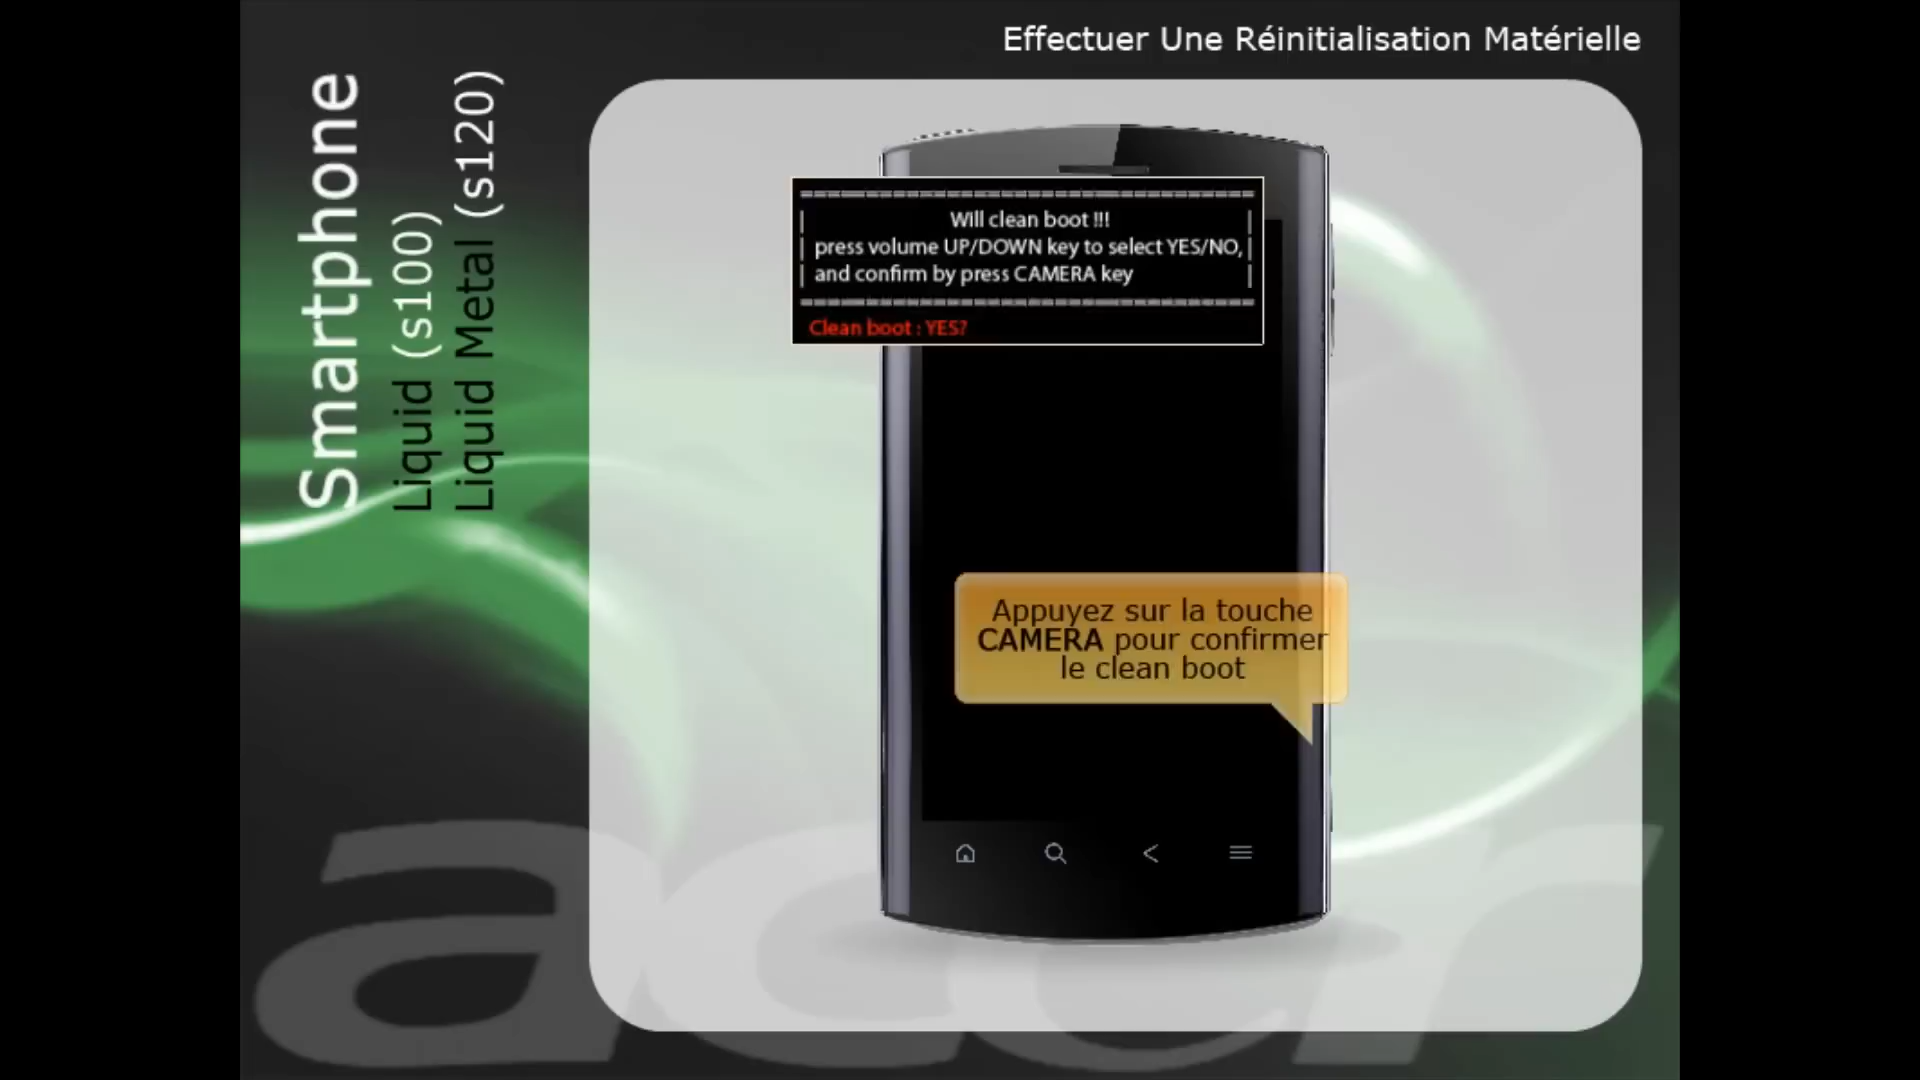 Effectuer Une Réinitialisation Matérielle
Smartphone
Liquid (s100)
Liquid Metal (s120)
Will clean boot !!!
press volume UP/DOWN key to select YES/NO,
and confirm by press CAMERA key
Clean boot : YES?
Appuyez sur la touche
CAMERA pour confirmer
le clean boot
acer